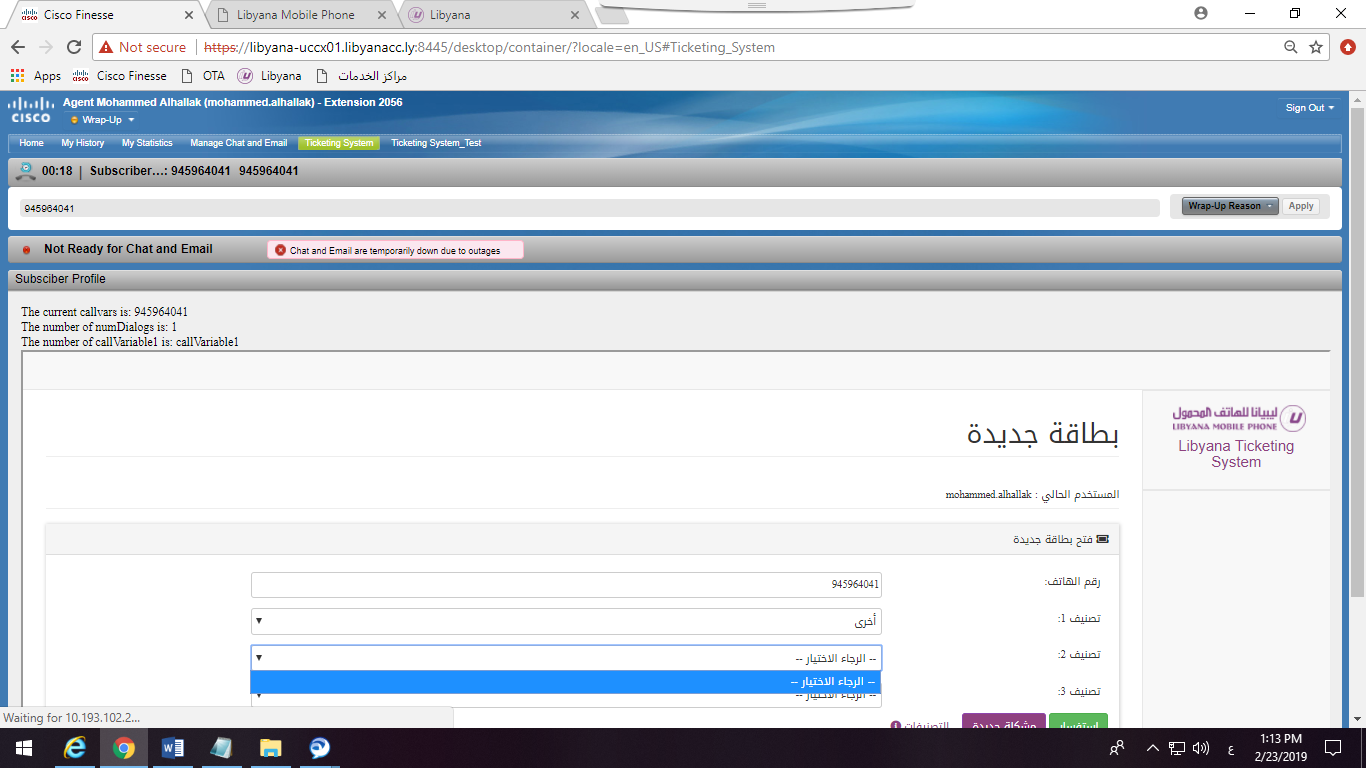 Cisco Finesse
Libyana Mobile Phone
Libyana
Not secure
https://libyana-uccx01.libyanacc.ly:8445/desktop/container/?locale=en_US#Ticketing_System
Apps
Cisco Finesse
OTA
Libyana
مراكز الخدمات
CISCO
Agent Mohammed Alhallak (mohammed.alhallak) - Extension 2056
Wrap-Up
Sign Out
Home
My History
My Statistics
Manage Chat and Email
Ticketing System
Ticketing System_Test
00:18 | Subscriber...: 945964041 945964041
945964041
Wrap-Up Reason
Apply
Not Ready for Chat and Email
Chat and Email are temporarily down due to outages
Subsciber Profile
The current callvars is: 945964041
The number of numDialogs is: 1
The number of callVariable1 is: callVariable1
ليبيانا للهاتف المحمول
LIBYANA MOBILE PHONE
Libyana Ticketing
System
بطاقة جديدة
المستخدم الحالي : mohammed.alhallak
فتح بطاقة جديدة
رقم الهاتف:
945964041
تصنيف 1:
أخرى
تصنيف 2:
-- الرجاء الاختيار --
-- الرجاء الاختيار --
تصنيف 3:
-- الرجاء الاختيار --
استفسار
مشكلة جديدة
التصنيفات
Waiting for 10.193.102.2...
ع
1:13 PM
2/23/2019